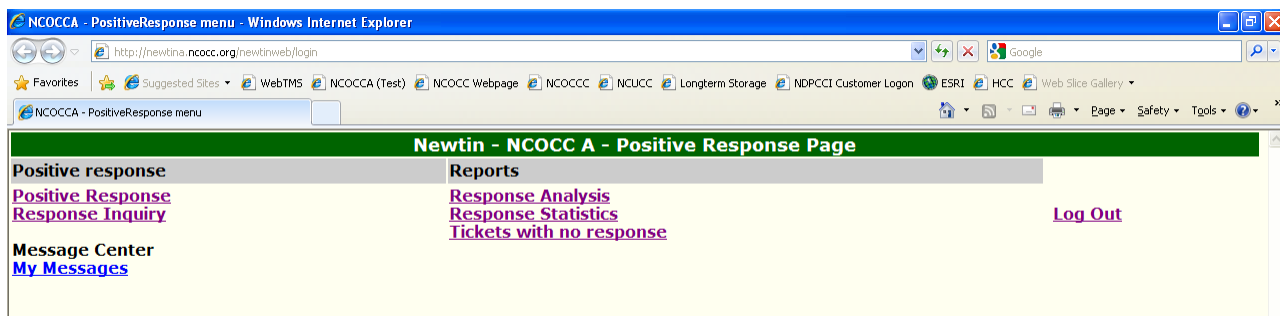 NCOCCA - PositiveResponse menu - Windows Internet Explorer
http://newtina.ncocc.org/newtinweb/login
Google
Favorites Suggested Sites WebTMS NCOCCA (Test) NCOCC Webpage NCOCCC NCUCC Longterm Storage NDPCCI Customer Logon ESRI HCC Web Slice Gallery
NCOCCA - PositiveResponse menu Page Safety Tools »
Newtin - NCOCC A - Positive Response Page
Positive response Reports
Positive Response Response Analysis
Response Inquiry Response Statistics Log Out
Tickets with no response
Message Center
My Messages